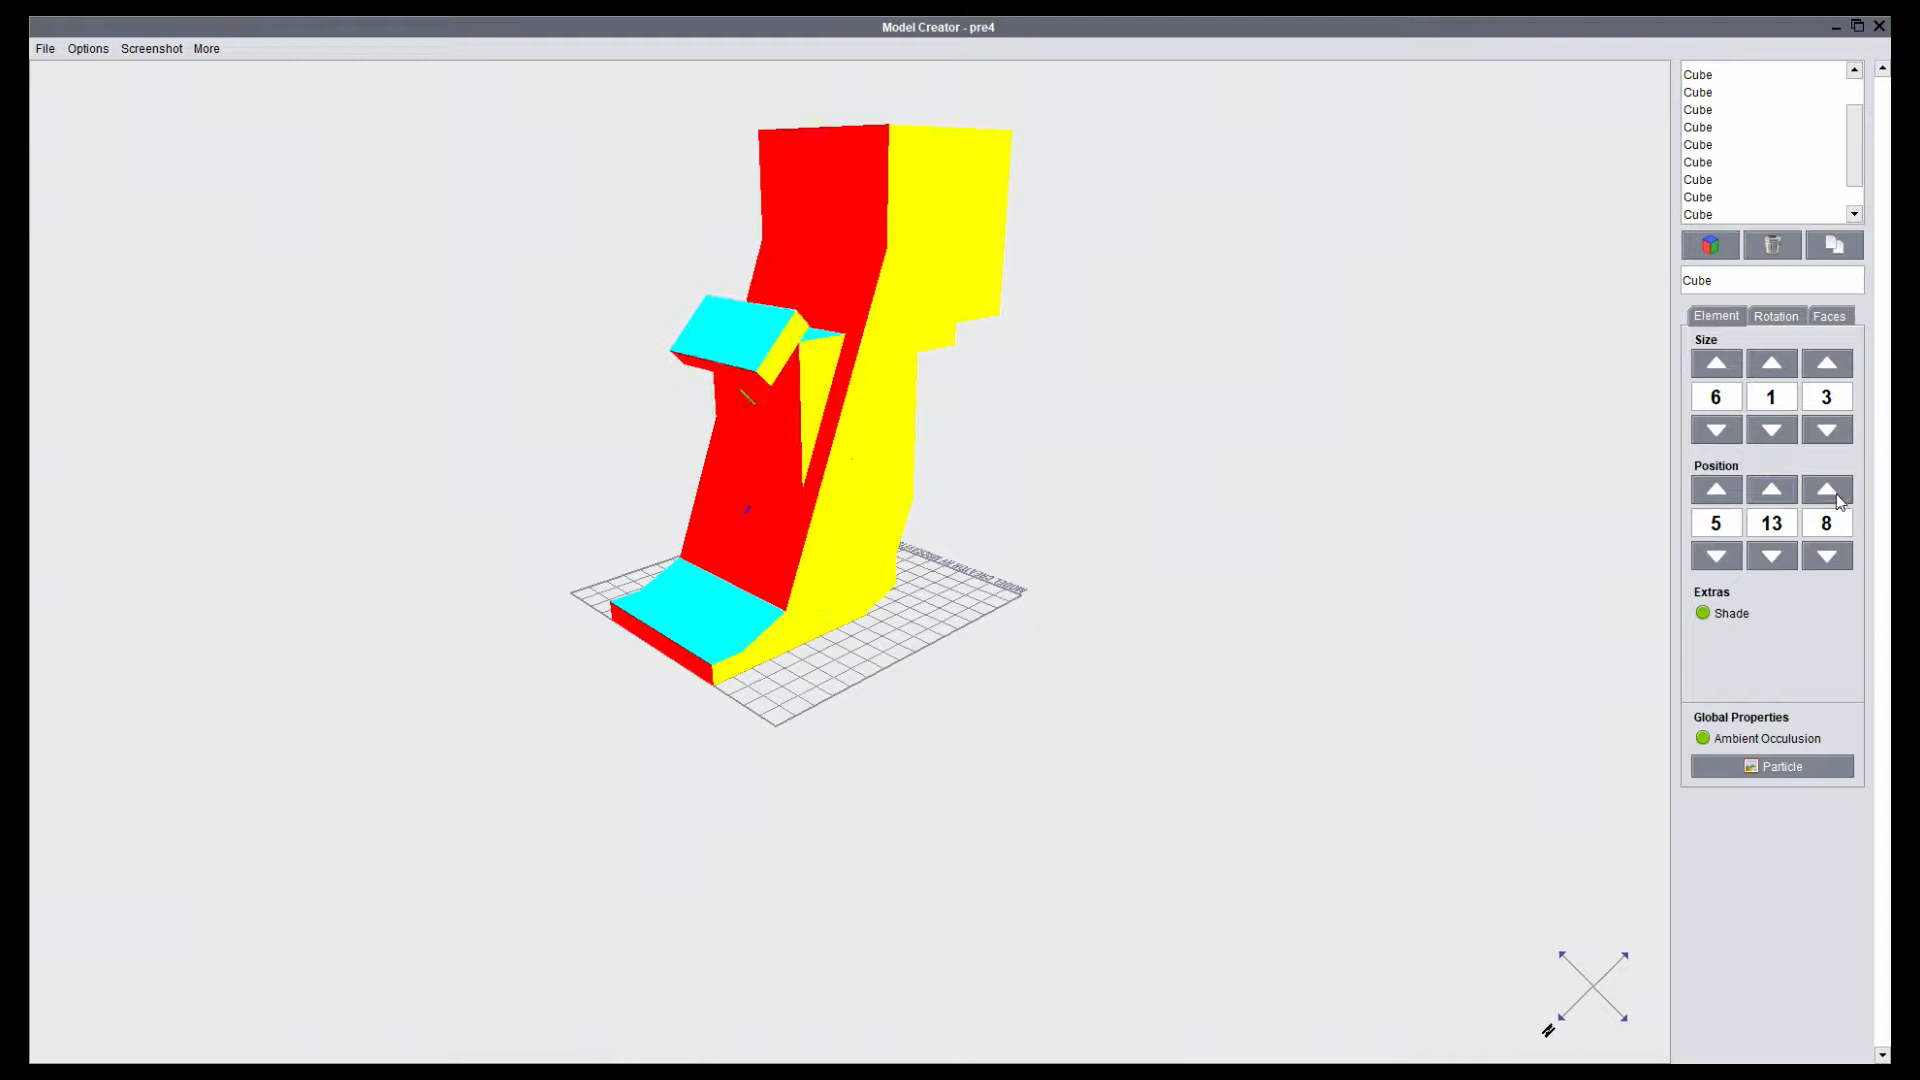 Model Creator - pre4
File Options Screenshot More
Cube
Cube
Cube
Cube
Cube
Cube
Cube
Cube
Cube
Cube
Element Rotation Faces
Size
6 1 3
Position
5 13 8
Extras
Shade
Global Properties
Ambient Occulusion
Particle